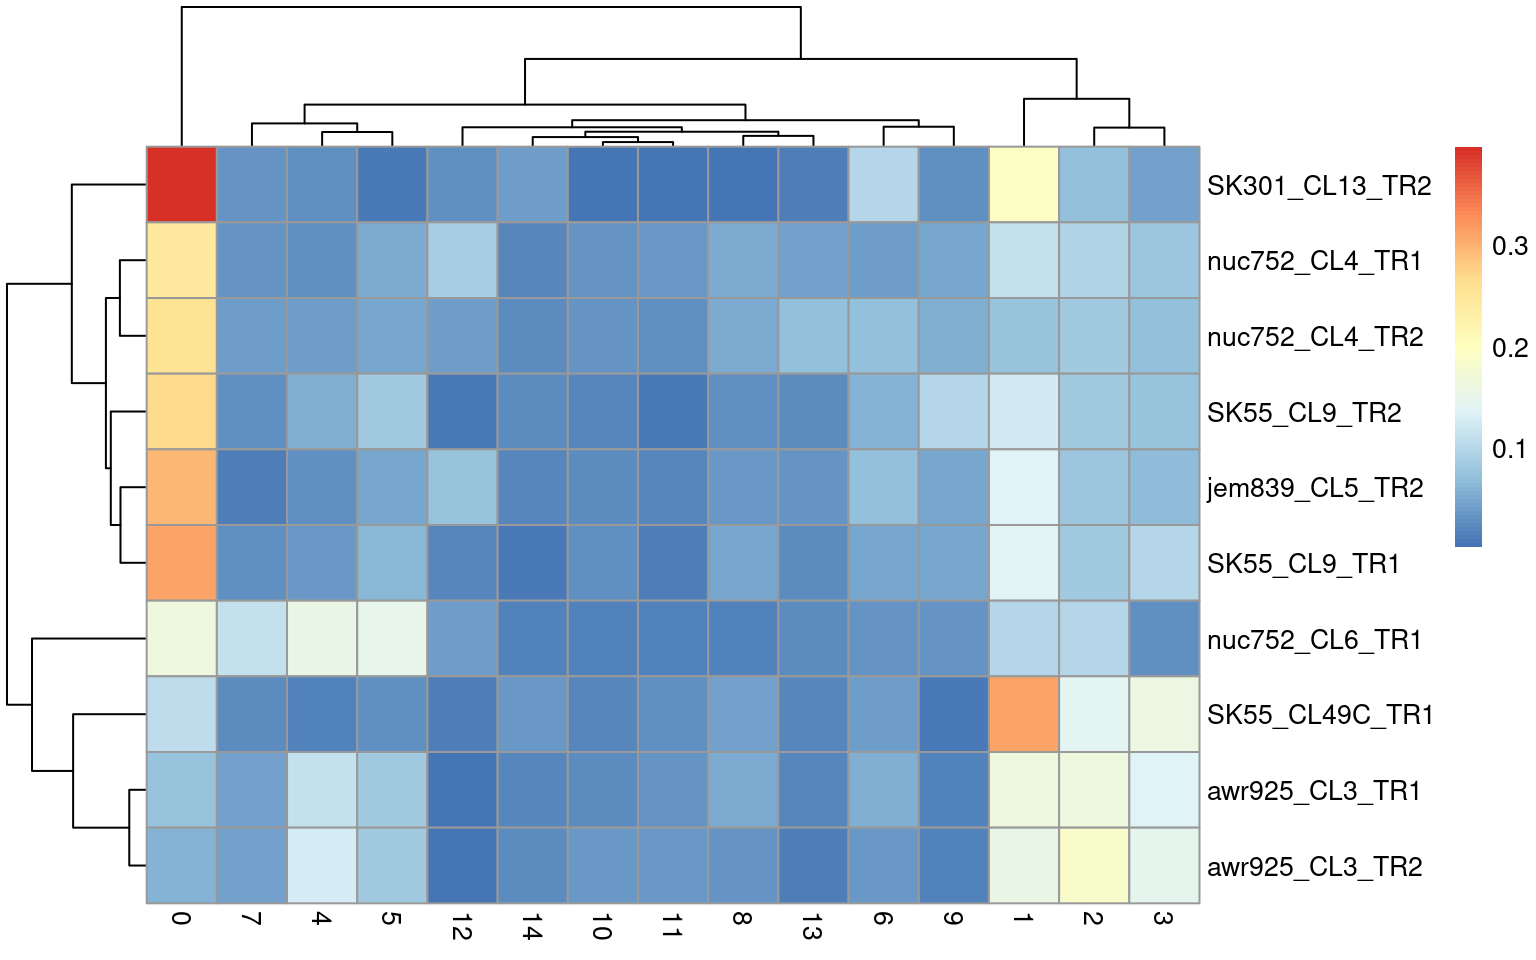 SK301_CL13_TR2
nuc752_CL4_TR1
0.3
nuc752_CL4_TR2
0.2
SK55_CL9_TR2
0.1
jem839_CL5_TR2
SK55_CL9_TR1
nuc752_CL6_TR1
SK55_CL49C_TR1
awr925_CL3_TR1
awr925_CL3_TR2
0 7 4 5 12 14 10 11 8 13 6 9 1 2 3